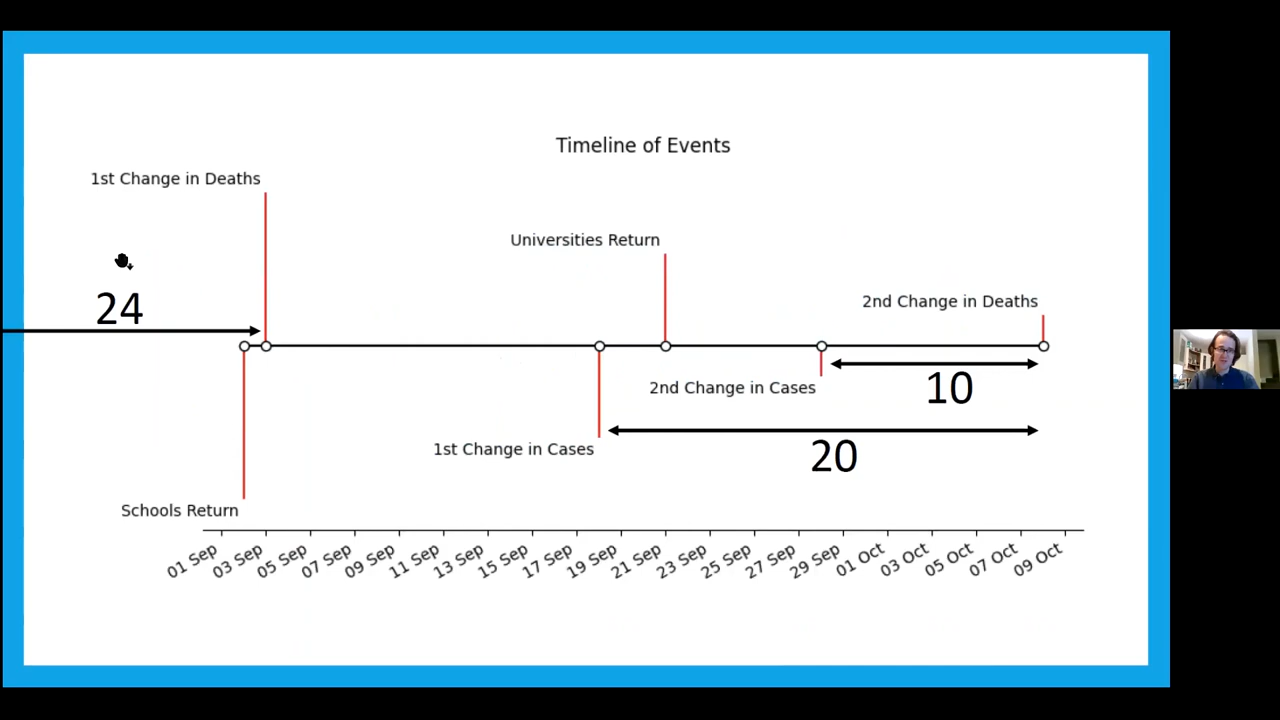 Timeline of Events
1st Change in Deaths
Universities Return
24
2nd Change in Deaths
2nd Change in Cases
10
1st Change in Cases
20
Schools Return
01 Sep
03 Sep
05 Sep
07 Sep
09 Sep
11 Sep
13 Sep
15 Sep
17 Sep
19 Sep
21 Sep
23 Sep
25 Sep
27 Sep
29 Sep
01 Oct
03 Oct
05 Oct
07 Oct
09 Oct